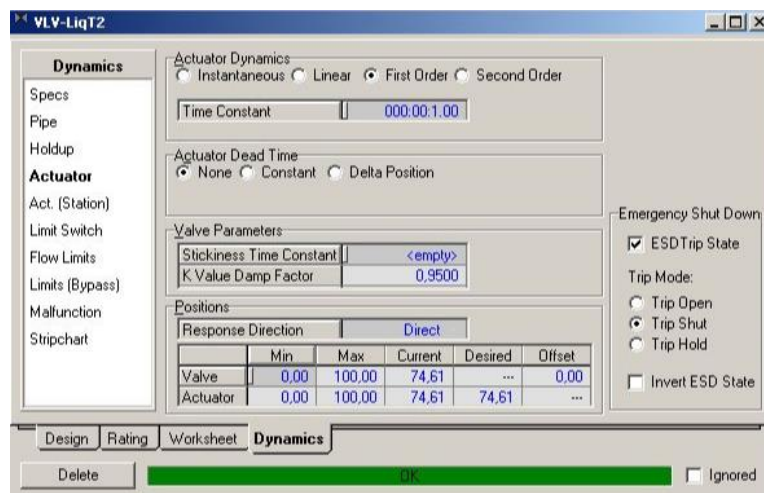 VLV-LiqT2
Dynamics
Specs
Pipe
Holdup
Actuator
Act. (Station)
Limit Switch
Flow Limits
Limits (Bypass)
Malfunction
Stripchart
Actuator Dynamics
Instantaneous Linear First Order Second Order
Time Constant 000:00:1.00
Actuator Dead Time
None Constant Delta Position
Valve Parameters
Stickiness Time Constant <empty>
K Value Damp Factor 0,9500
Positions
Response Direction Direct
Min Max Current Desired Offset
Valve 0,00 100,00 74,61 --- 0,00
Actuator 0,00 100,00 74,61 74,61 ---
Emergency Shut Down
ESDTrip State
Trip Mode:
Trip Open
Trip Shut
Trip Hold
Invert ESD State
Design Rating Worksheet Dynamics
Delete OK Ignored